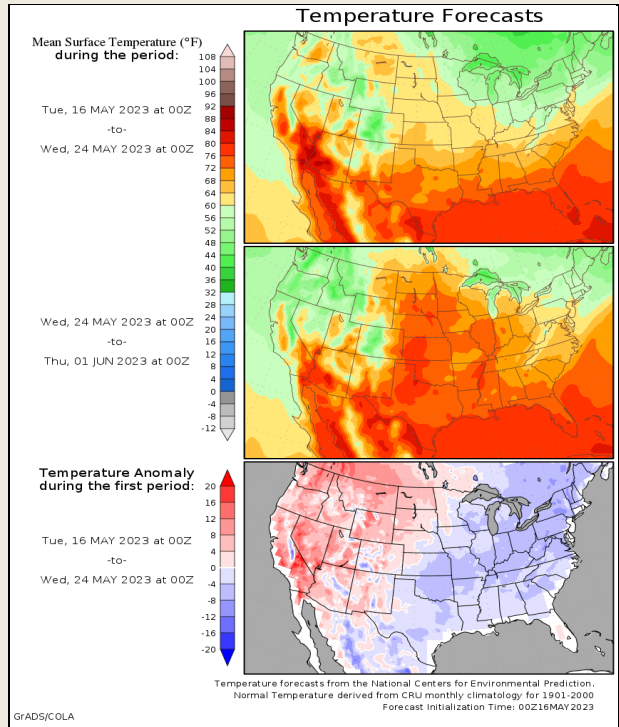 Temperature Forecasts
Mean Surface Temperature (°F)
during the period:
Tue, 16 MAY 2023 at 00Z
-to-
Wed, 24 MAY 2023 at 00Z
108
104
100
96
92
88
84
80
76
72
68
64
60
56
52
48
44
40
36
32
28
24
20
16
12
8
4
0
-4
-8
-12
Wed, 24 MAY 2023 at 00Z
-to-
Thu, 01 JUN 2023 at 00Z
Temperature Anomaly
during the first period:
Tue, 16 MAY 2023 at 00Z
-to-
Wed, 24 MAY 2023 at 00Z
20
16
12
8
4
0
-4
-8
-12
-16
-20
Temperature forecasts from the National Centers for Environmental Prediction.
Normal Temperature derived from CRU monthly climatology for 1901-2000
Forecast Initialization Time: 00Z16MAY2023
GrADS/COLA